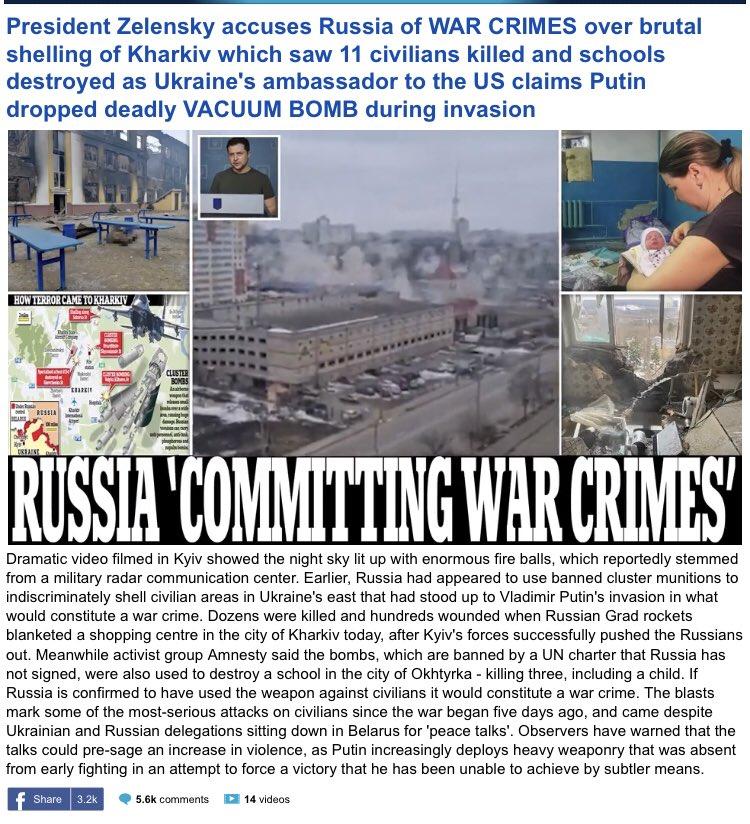 President Zelensky accuses Russia of WAR CRIMES over brutal
shelling of Kharkiv which saw 11 civilians killed and schools
destroyed as Ukraine's ambassador to the US claims Putin
dropped deadly VACUUM BOMB during invasion
HOW TERROR CAME TO KHARKIV
KHARKIV
CLUSTER
BOMBS
RUSSIA
UKRAINE
RUSSIA 'COMMITTING WAR CRIMES'
Dramatic video filmed in Kyiv showed the night sky lit up with enormous fire balls, which reportedly stemmed
from a military radar communication center. Earlier, Russia had appeared to use banned cluster munitions to
indiscriminately shell civilian areas in Ukraine's east that had stood up to Vladimir Putin's invasion in what
would constitute a war crime. Dozens were killed and hundreds wounded when Russian Grad rockets
blanketed a shopping centre in the city of Kharkiv today, after Kyiv's forces successfully pushed the Russians
out. Meanwhile activist group Amnesty said the bombs, which are banned by a UN charter that Russia has
not signed, were also used to destroy a school in the city of Okhtyrka - killing three, including a child. If
Russia is confirmed to have used the weapon against civilians it would constitute a war crime. The blasts
mark some of the most-serious attacks on civilians since the war began five days ago, and came despite
Ukrainian and Russian delegations sitting down in Belarus for 'peace talks'. Observers have warned that the
talks could pre-sage an increase in violence, as Putin increasingly deploys heavy weaponry that was absent
from early fighting in an attempt to force a victory that he has been unable to achieve by subtler means.
f Share 3.2k 5.6k comments 14 videos